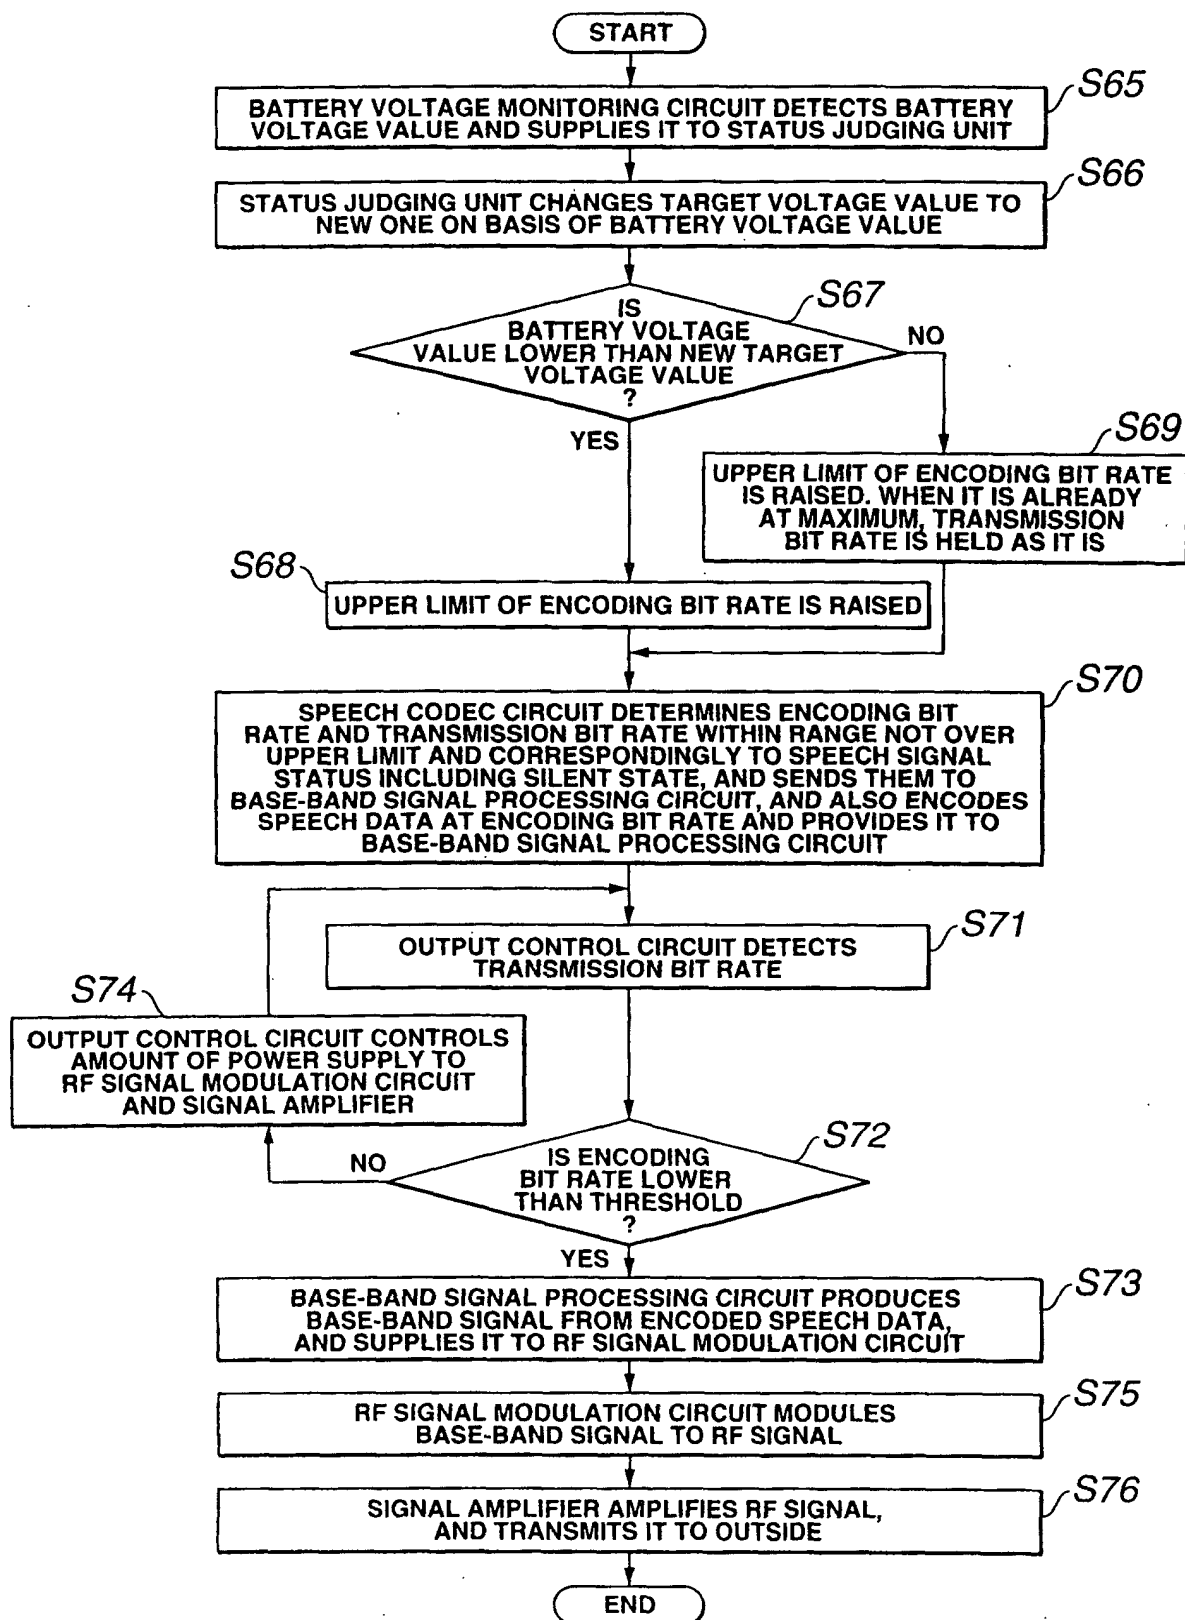 START
S65
BATTERY VOLTAGE MONITORING CIRCUIT DETECTS BATTERY
VOLTAGE VALUE AND SUPPLIES IT TO STATUS JUDGING UNIT
S66
STATUS JUDGING UNIT CHANGES TARGET VOLTAGE VALUE TO
NEW ONE ON BASIS OF BATTERY VOLTAGE VALUE
S67
IS
BATTERY VOLTAGE
VALUE LOWER THAN NEW TARGET
VOLTAGE VALUE
?
NO
YES
S69
UPPER LIMIT OF ENCODING BIT RATE
IS RAISED. WHEN IT IS ALREADY
AT MAXIMUM, TRANSMISSION
BIT RATE IS HELD AS IT IS
S68
UPPER LIMIT OF ENCODING BIT RATE IS RAISED
S70
SPEECH CODEC CIRCUIT DETERMINES ENCODING BIT
RATE AND TRANSMISSION BIT RATE WITHIN RANGE NOT OVER
UPPER LIMIT AND CORRESPONDINGLY TO SPEECH SIGNAL
STATUS INCLUDING SILENT STATE, AND SENDS THEM TO
BASE-BAND SIGNAL PROCESSING CIRCUIT, AND ALSO ENCODES
SPEECH DATA AT ENCODING BIT RATE AND PROVIDES IT TO
BASE-BAND SIGNAL PROCESSING CIRCUIT
S71
OUTPUT CONTROL CIRCUIT DETECTS
TRANSMISSION BIT RATE
S74
OUTPUT CONTROL CIRCUIT CONTROLS
AMOUNT OF POWER SUPPLY TO
RF SIGNAL MODULATION CIRCUIT
AND SIGNAL AMPLIFIER
S72
IS ENCODING
BIT RATE LOWER
THAN THRESHOLD
?
NO
YES
S73
BASE-BAND SIGNAL PROCESSING CIRCUIT PRODUCES
BASE-BAND SIGNAL FROM ENCODED SPEECH DATA,
AND SUPPLIES IT TO RF SIGNAL MODULATION CIRCUIT
S75
RF SIGNAL MODULATION CIRCUIT MODULES
BASE-BAND SIGNAL TO RF SIGNAL
S76
SIGNAL AMPLIFIER AMPLIFIES RF SIGNAL,
AND TRANSMITS IT TO OUTSIDE
END